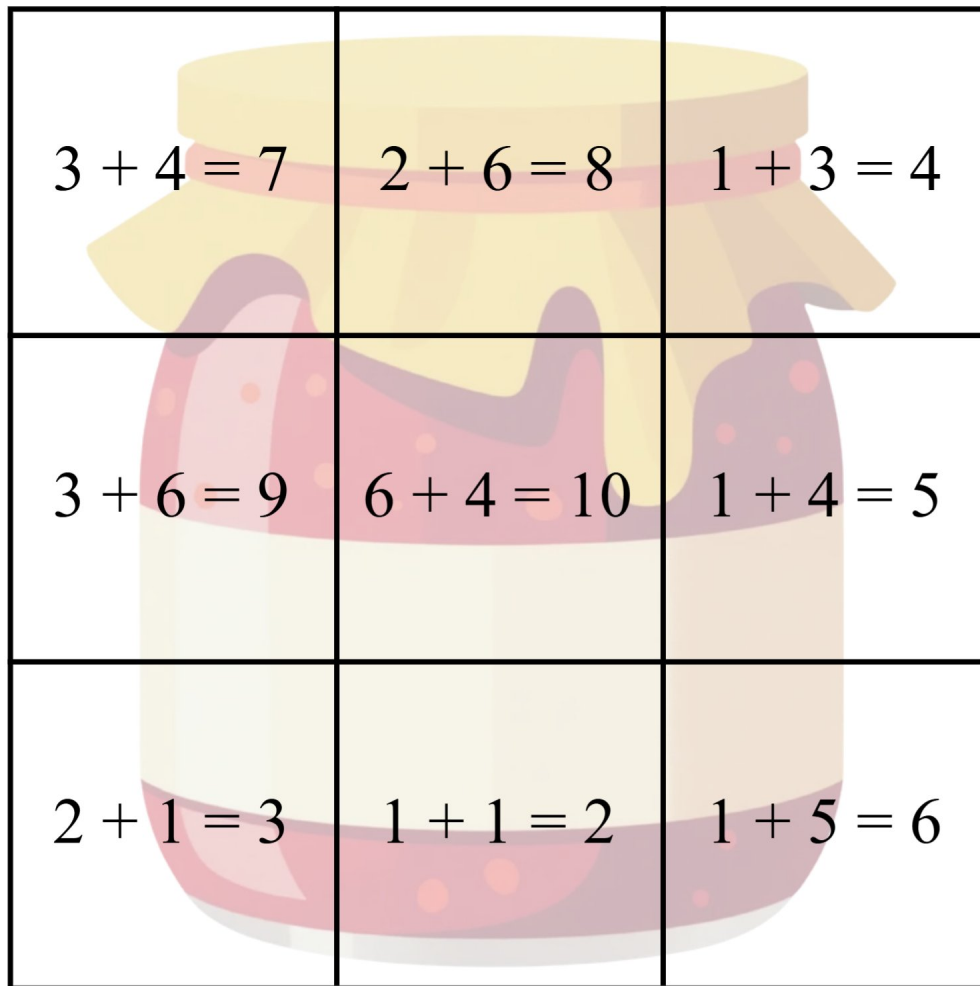 3 + 4 = 7
2 + 6 = 8
1 + 3 = 4
3 + 6 = 9
6 + 4 = 10
1 + 4 = 5
2 + 1 = 3
1 + 1 = 2
1 + 5 = 6